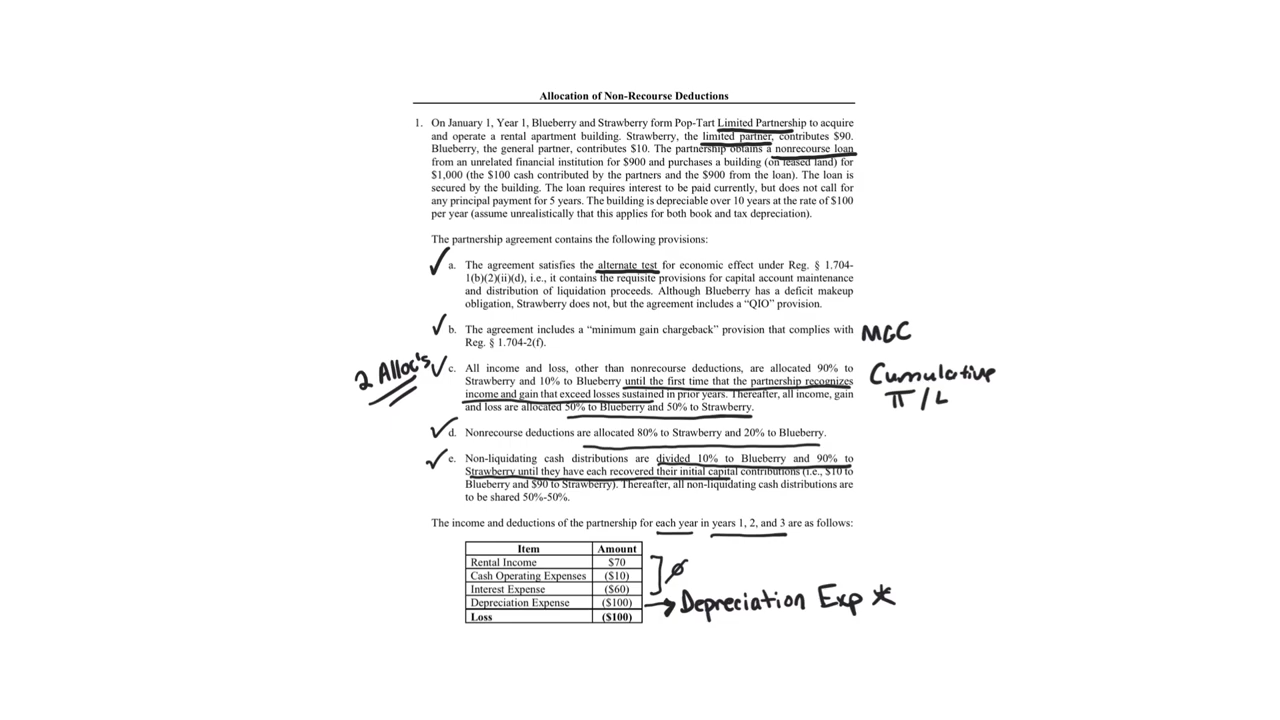 Allocation of Non-Recourse Deductions
1. On January 1, Year 1, Blueberry and Strawberry form Pop-Tart Limited Partnership to acquire
and operate a rental apartment building. Strawberry, the limited partner, contributes $90.
Blueberry, the general partner, contributes $10. The partnership obtains a nonrecourse loan
from an unrelated financial institution for $900 and purchases a building (on leased land) for
$1,000 (the $100 cash contributed by the partners and the $900 from the loan). The loan is
secured by the building. The loan requires interest to be paid currently, but does not call for
any principal payment for 5 years. The building is depreciable over 10 years at the rate of $100
per year (assume unrealistically that this applies for both book and tax depreciation).
The partnership agreement contains the following provisions:
a. The agreement satisfies the alternate test for economic effect under Reg. § 1.704-
1(b)(2)(ii)(d), i.e., it contains the requisite provisions for capital account maintenance
and distribution of liquidation proceeds. Although Blueberry has a deficit makeup
obligation, Strawberry does not, but the agreement includes a “QIO” provision.
b. The agreement includes a “minimum gain chargeback” provision that complies with
Reg. § 1.704-2(f).
MGC
2 Alloc's
c. All income and loss, other than nonrecourse deductions, are allocated 90% to
Strawberry and 10% to Blueberry until the first time that the partnership recognizes
income and gain that exceed losses sustained in prior years. Thereafter, all income, gain
and loss are allocated 50% to Blueberry and 50% to Strawberry.
Cumulative
π / L
d. Nonrecourse deductions are allocated 80% to Strawberry and 20% to Blueberry.
e. Non-liquidating cash distributions are divided 10% to Blueberry and 90% to
Strawberry until they have each recovered their initial capital contributions (i.e., $10 to
Blueberry and $90 to Strawberry). Thereafter, all non-liquidating cash distributions are
to be shared 50%-50%.
The income and deductions of the partnership for each year in years 1, 2, and 3 are as follows:
Item Amount
Rental Income $70
Cash Operating Expenses ($10)
Interest Expense ($60)
Depreciation Expense ($100)
Loss ($100)
ø
Depreciation Exp *